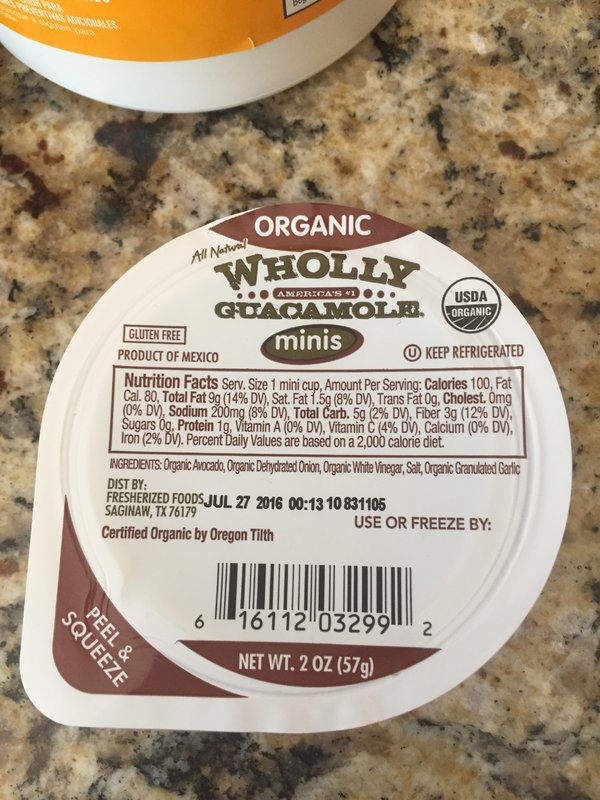 PREVENTIVAS ADICIONALES.
a alguien para
ORGANIC
All Natural
WHOLLY
AMERICA'S #1
GUACAMOLE.
minis
USDA
ORGANIC
GLUTEN FREE
PRODUCT OF MEXICO
U KEEP REFRIGERATED
Nutrition Facts Serv. Size 1 mini cup, Amount Per Serving: Calories 100, Fat
Cal. 80, Total Fat 9g (14% DV), Sat. Fat 1.5g (8% DV), Trans Fat 0g, Cholest. 0mg
(0% DV), Sodium 200mg (8% DV), Total Carb. 5g (2% DV), Fiber 3g (12% DV),
Sugars 0g, Protein 1g, Vitamin A (0% DV), Vitamin C (4% DV), Calcium (0% DV),
Iron (2% DV). Percent Daily Values are based on a 2,000 calorie diet.
INGREDIENTS: Organic Avocado, Organic Dehydrated Onion, Organic White Vinegar, Salt, Organic Granulated Garlic
DIST BY:
FRESHERIZED FOODS
SAGINAW, TX 76179
JUL 27 2016 00:13 10 831105
USE OR FREEZE BY:
Certified Organic by Oregon Tilth
6 16112 03299 2
PEEL &
SQUEEZE
NET WT. 2 OZ (57g)